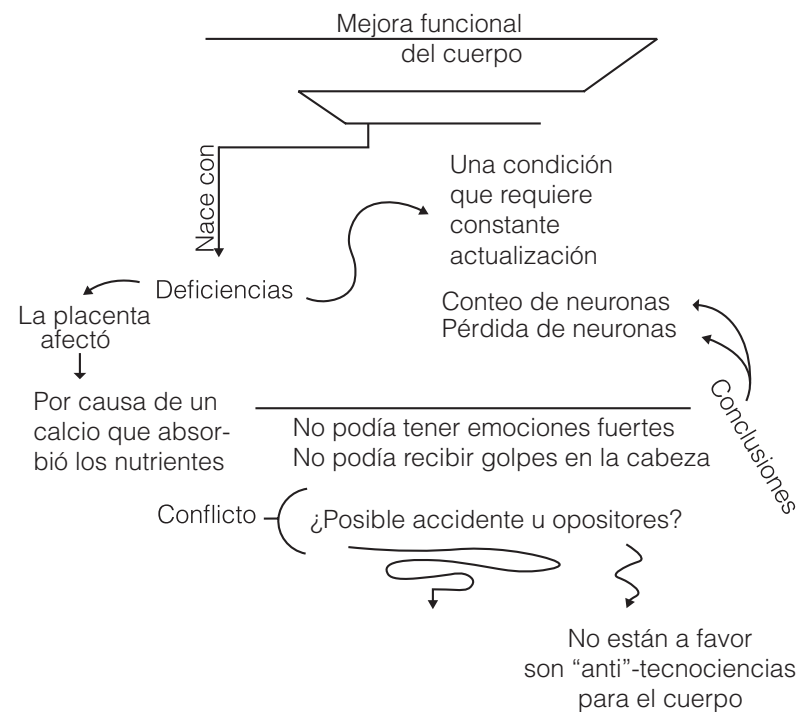 Mejora funcional
del cuerpo
Nace con
Una condición
que requiere
constante
actualización
Deficiencias
La placenta
afectó
Conteo de neuronas
Pérdida de neuronas
Conclusiones
Por causa de un
calcio que absor-
bió los nutrientes
No podía tener emociones fuertes
No podía recibir golpes en la cabeza
Conflicto
¿Posible accidente u opositores?
No están a favor
son “anti”-tecnociencias
para el cuerpo